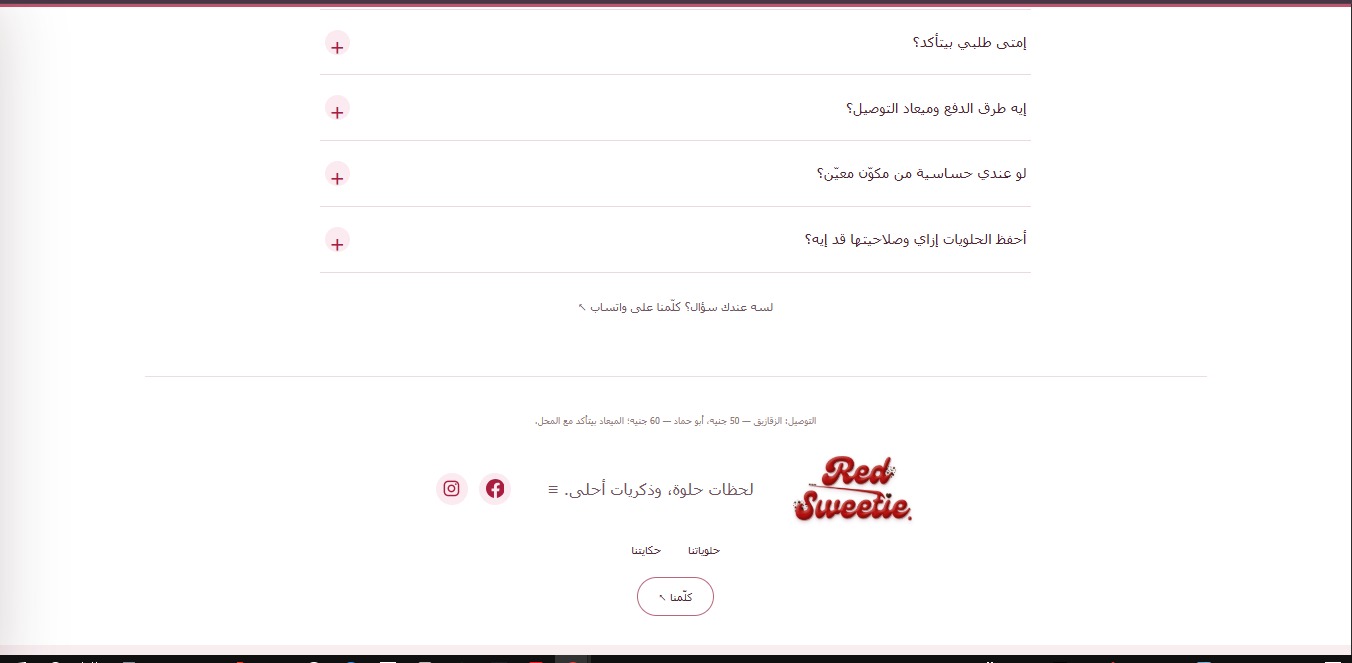 إمتى طلبي بيتأكد؟
إيه طرق الدفع وميعاد التوصيل؟
لو عندي حساسية من مكوّن معيّن؟
أحفظ الحلويات إزاي وصلاحيتها قد إيه؟
لسه عندك سؤال؟ كلّمنا على واتساب ↖
التوصيل: الزقازيق — 50 جنيه، أبو حماد — 60 جنيه؛ الميعاد بيتأكد مع المحل.
Red
Sweetie.
لحظات حلوة، وذكريات أحلى. ≡
حلوياتنا حكايتنا
كلّمنا ↖